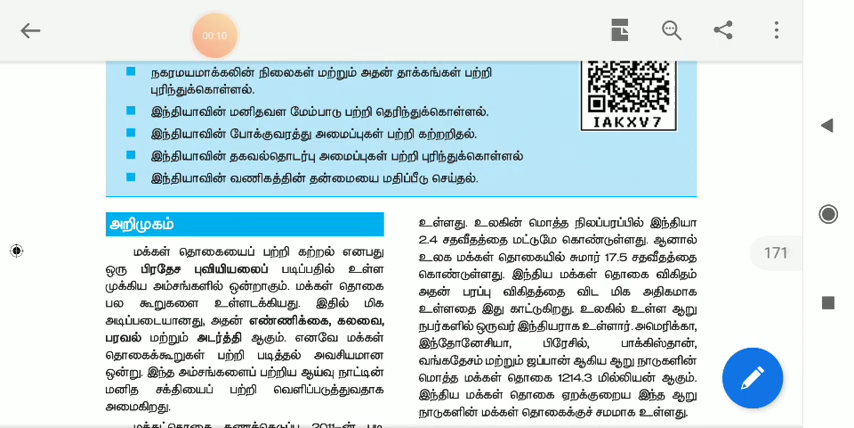 00:10
நகரமயமாக்கலின் நிலைகள் மற்றும் அதன் தாக்கங்கள் பற்றி
புரிந்துக்கொள்ளல்.
இந்தியாவின் மனிதவள மேம்பாடு பற்றி தெரிந்துக்கொள்ளல்.
இந்தியாவின் போக்குவரத்து அமைப்புகள் பற்றி கற்றறிதல்.
இந்தியாவின் தகவல்தொடர்பு அமைப்புகள் பற்றி புரிந்துக்கொள்ளல்
இந்தியாவின் வணிகத்தின் தன்மையை மதிப்பீடு செய்தல்.
IAKXV7
அறிமுகம்
மக்கள் தொகையைப் பற்றி கற்றல் எனபது
ஒரு பிரதேச புவியியலைப் படிப்பதில் உள்ள
முக்கிய அம்சங்களில் ஒன்றாகும். மக்கள் தொகை
பல கூறுகளை உள்ளடக்கியது. இதில் மிக
அடிப்படையானது, அதன் எண்ணிக்கை, கலவை,
பரவல் மற்றும் அடர்த்தி ஆகும். எனவே மக்கள்
தொகைக்கூறுகள் பற்றி படித்தல் அவசியமான
ஒன்று. இந்த அம்சங்களைப் பற்றிய ஆய்வு நாட்டின்
மனித சக்தியைப் பற்றி வெளிப்படுத்துவதாக
அமைகிறது.
மக்கட்தொகை கணக்கெடுப்பு 2011-ன் படி
உள்ளது. உலகின் மொத்த நிலப்பரப்பில் இந்தியா
2.4 சதவீதத்தை மட்டுமே கொண்டுள்ளது. ஆனால்
உலக மக்கள் தொகையில் சுமார் 17.5 சதவீதத்தை
கொண்டுள்ளது. இந்திய மக்கள் தொகை விகிதம்
அதன் பரப்பு விகிதத்தை விட மிக அதிகமாக
உள்ளதை இது காட்டுகிறது. உலகில் உள்ள ஆறு
நபர்களில் ஒருவர் இந்தியராக உள்ளார். அமெரிக்கா,
இந்தோனேசியா, பிரேசில், பாக்கிஸ்தான்,
வங்கதேசம் மற்றும் ஜப்பான் ஆகிய ஆறு நாடுகளின்
மொத்த மக்கள் தொகை 1214.3 மில்லியன் ஆகும்.
இந்திய மக்கள் தொகை ஏறக்குறைய இந்த ஆறு
நாடுகளின் மக்கள் தொகைக்குச் சமமாக உள்ளது.
171